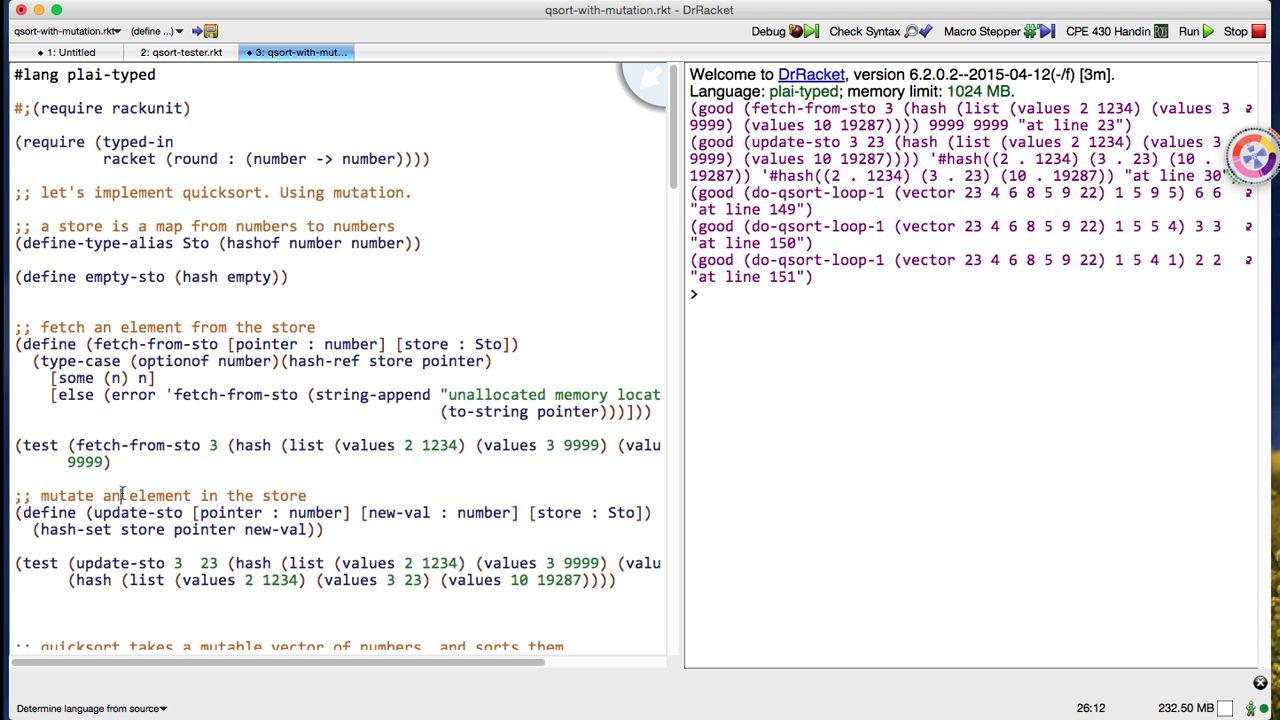 qsort-with-mutation.rkt - DrRacket
qsort-with-mutation.rkt▾ (define ...)▾
Debug Check Syntax Macro Stepper CPE 430 Handin Run Stop
1: Untitled
2: qsort-tester.rkt
3: qsort-with-mut...
#lang plai-typed
#;(require rackunit)
(require (typed-in
racket (round : (number -> number))))
;; let's implement quicksort. Using mutation.
;; a store is a map from numbers to numbers
(define-type-alias Sto (hashof number number))
(define empty-sto (hash empty))
;; fetch an element from the store
(define (fetch-from-sto [pointer : number] [store : Sto])
(type-case (optionof number)(hash-ref store pointer)
[some (n) n]
[else (error 'fetch-from-sto (string-append "unallocated memory locat
(to-string pointer)))]))
(test (fetch-from-sto 3 (hash (list (values 2 1234) (values 3 9999) (valu
9999)
;; mutate an element in the store
(define (update-sto [pointer : number] [new-val : number] [store : Sto])
(hash-set store pointer new-val))
(test (update-sto 3  23 (hash (list (values 2 1234) (values 3 9999) (valu
(hash (list (values 2 1234) (values 3 23) (values 10 19287))))
;; quicksort takes a mutable vector of numbers, and sorts them
Welcome to DrRacket, version 6.2.0.2--2015-04-12(-/f) [3m].
Language: plai-typed; memory limit: 1024 MB.
(good (fetch-from-sto 3 (hash (list (values 2 1234) (values 3
9999) (values 10 19287)))) 9999 9999 "at line 23")
(good (update-sto 3 23 (hash (list (values 2 1234) (values 3
9999) (values 10 19287)))) '#hash((2 . 1234) (3 . 23) (10 .
19287)) '#hash((2 . 1234) (3 . 23) (10 . 19287)) "at line 30"
(good (do-qsort-loop-1 (vector 23 4 6 8 5 9 22) 1 5 9 5) 6 6
"at line 149")
(good (do-qsort-loop-1 (vector 23 4 6 8 5 9 22) 1 5 5 4) 3 3
"at line 150")
(good (do-qsort-loop-1 (vector 23 4 6 8 5 9 22) 1 5 4 1) 2 2
"at line 151")
>
Determine language from source▾
26:12
232.50 MB